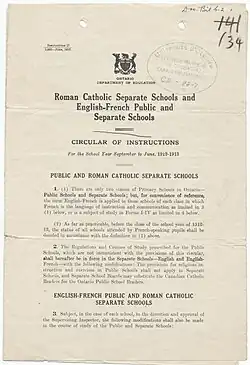 134
Instructions 17
ONTARIO
DEPARTMENT OF EDUCATION
Roman Catholic Separate Schools and
English-French Public and
Separate Schools
CIRCULAR OF INSTRUCTIONS
For the School Year September to June, 1912-1913
PUBLIC AND ROMAN CATHOLIC SEPARATE SCHOOLS
1. (1) There are only two classes of Primary Schools in Ontario—
Public Schools and Separate Schools; but, for convenience of reference,
the term English-French is applied to those schools of each class in which
French is the language of instruction and communication as limited in 3
(1) below, or is a subject of study in Forms I-IV as limited in 4 below.
(2) As far as practicable, before the close of the school year of 1912-
13, the status of all schools attended by French-speaking pupils shall be
decided in accordance with the definition in (1) above.
2. The Regulations and Courses of Study prescribed for the Public
Schools, which are not inconsistent with the provisions of this circular,
shall hereafter be in force in the Separate Schools—English and English-
French—with the following modifications: The provisions for religious in-
struction and exercises in Public Schools shall not apply to Separate
Schools, and Separate School Boards may substitute the Canadian Catholic
Readers for the Ontario Public School Readers.
ENGLISH-FRENCH PUBLIC AND ROMAN CATHOLIC
SEPARATE SCHOOLS
3. Subject, in the case of each school, to the direction and approval of
the Supervising Inspector, the following modifications shall also be made
in the course of study of the Public and Separate Schools: